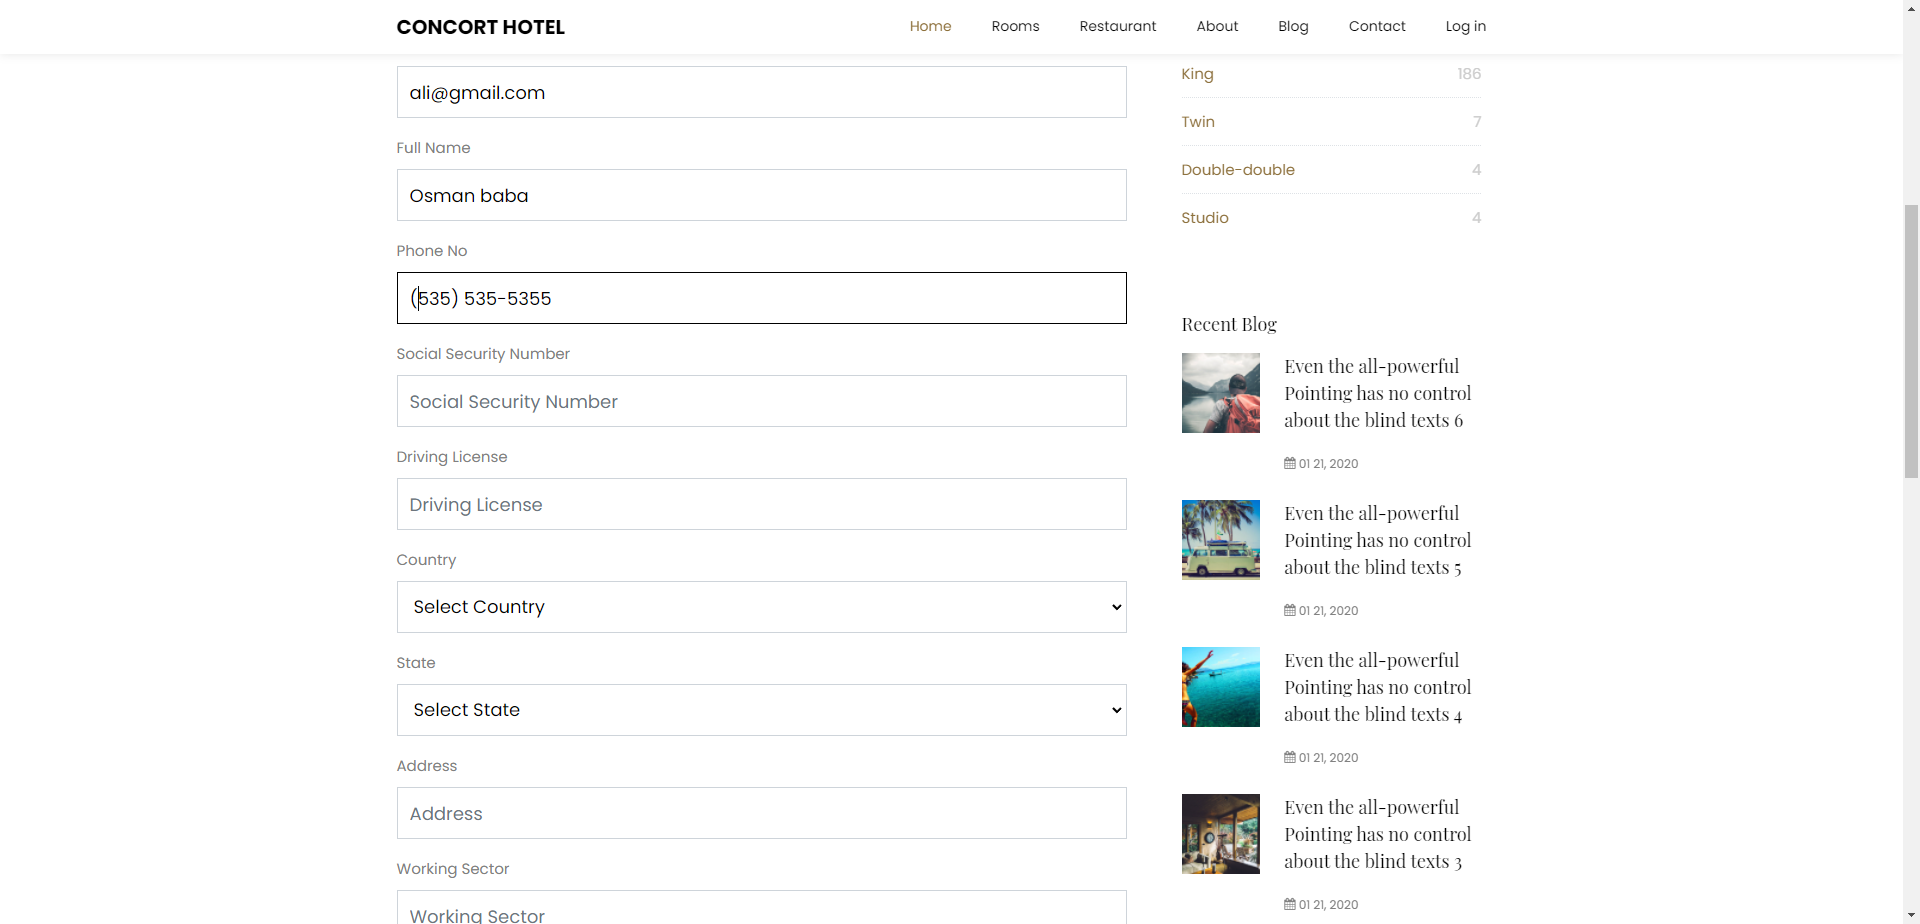 CONCORT HOTEL
Home Rooms Restaurant About Blog Contact Log in
ali@gmail.com
Full Name
Osman baba
Phone No
(535) 535-5355
Social Security Number
Social Security Number
Driving License
Driving License
Country
Select Country
State
Select State
Address
Address
Working Sector
Working Sector
King 186
Twin 7
Double-double 4
Studio 4
Recent Blog
Even the all-powerful
Pointing has no control
about the blind texts 6
01 21, 2020
Even the all-powerful
Pointing has no control
about the blind texts 5
01 21, 2020
Even the all-powerful
Pointing has no control
about the blind texts 4
01 21, 2020
Even the all-powerful
Pointing has no control
about the blind texts 3
01 21, 2020